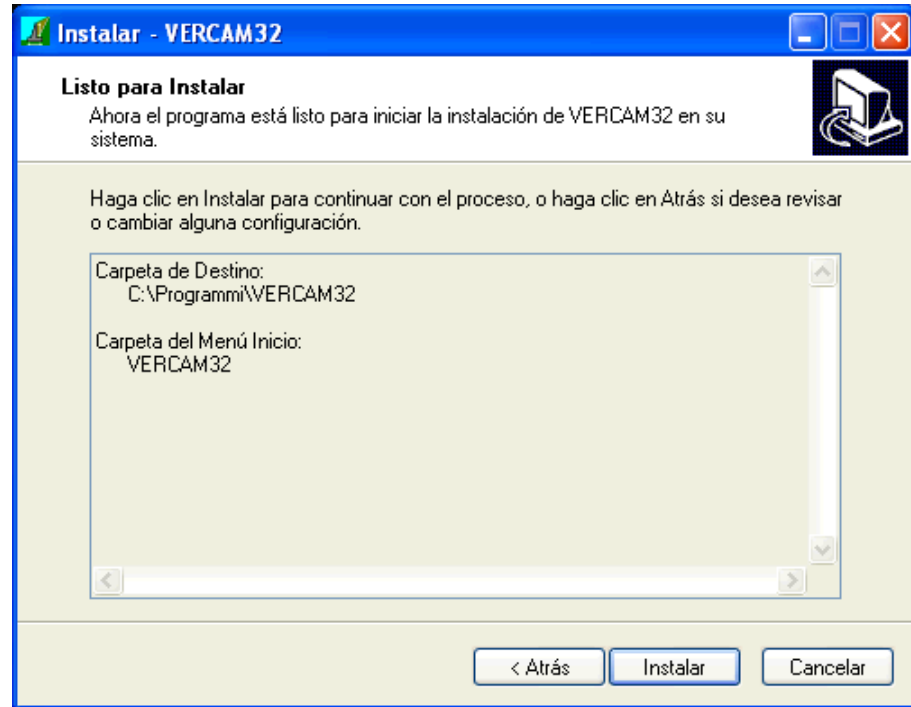 Instalar - VERCAM32
Listo para Instalar
Ahora el programa está listo para iniciar la instalación de VERCAM32 en su
sistema.
Haga clic en Instalar para continuar con el proceso, o haga clic en Atrás si desea revisar
o cambiar alguna configuración.
Carpeta de Destino:
C:\Programmi\VERCAM32
Carpeta del Menú Inicio:
VERCAM32
< Atrás
Instalar
Cancelar